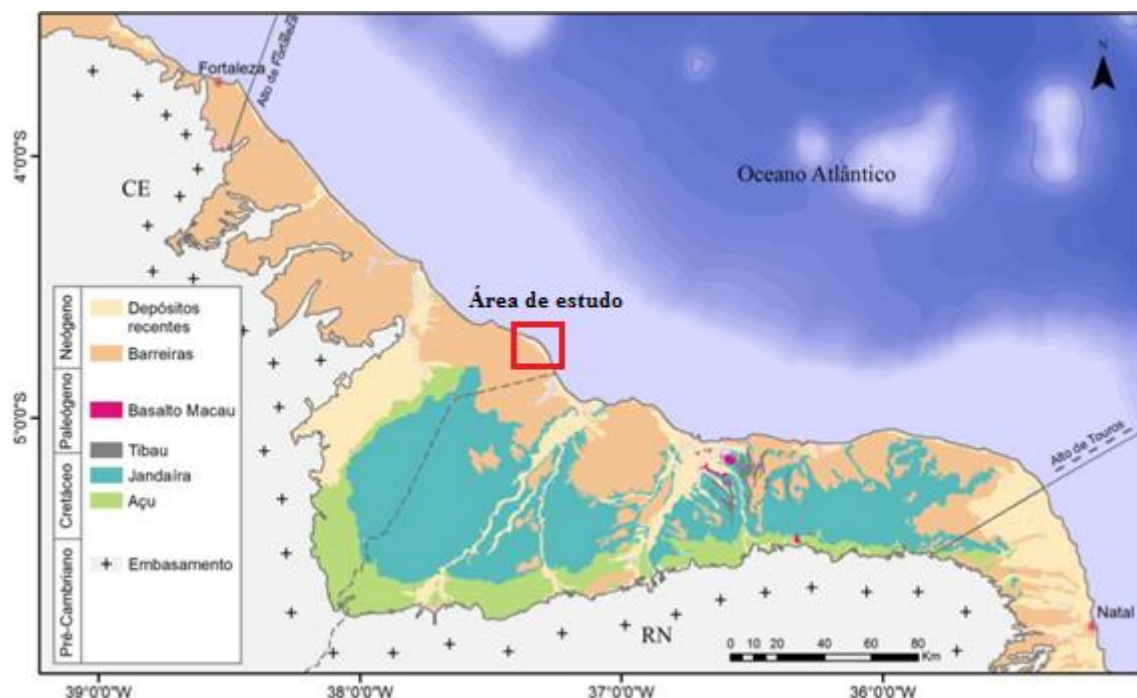 N
Fortaleza
Alto de Fortaleza
4°0'0"S
CE
Oceano Atlântico
Área de estudo
Neógeno
Depósitos
recentes
Barreiras
Paleógeno
Basalto Macau
5°0'0"S
Alto de Touros
Tibau
Cretáceo
Jandaíra
Açu
Pré-Cambriano
Embasamento
Natal
RN
0 10 20 40 60 80
Km
39°0'0"W
38°0'0"W
37°0'0"W
36°0'0"W